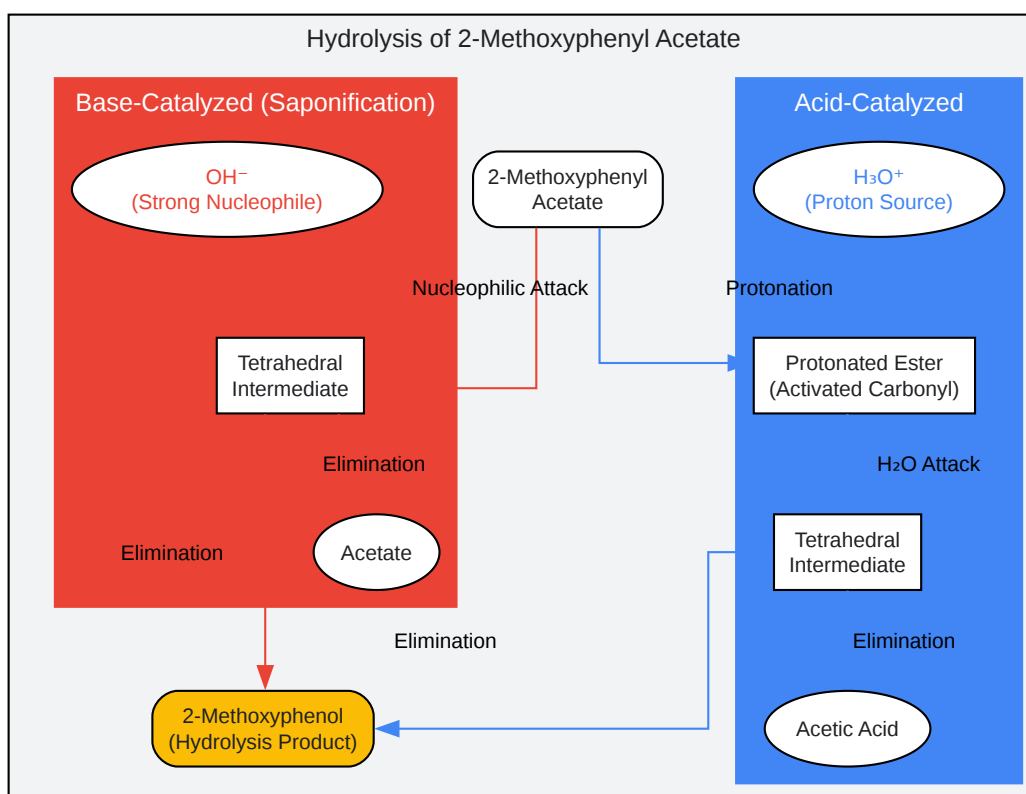 Hydrolysis of 2-Methoxyphenyl Acetate
Base-Catalyzed (Saponification)
Acid-Catalyzed
OH⁻
(Strong Nucleophile)
2-Methoxyphenyl
Acetate
H₃O⁺
(Proton Source)
Nucleophilic Attack
Protonation
Tetrahedral
Intermediate
Protonated Ester
(Activated Carbonyl)
Elimination
H₂O Attack
Elimination
Acetate
Tetrahedral
Intermediate
Elimination
Elimination
2-Methoxyphenol
(Hydrolysis Product)
Acetic Acid